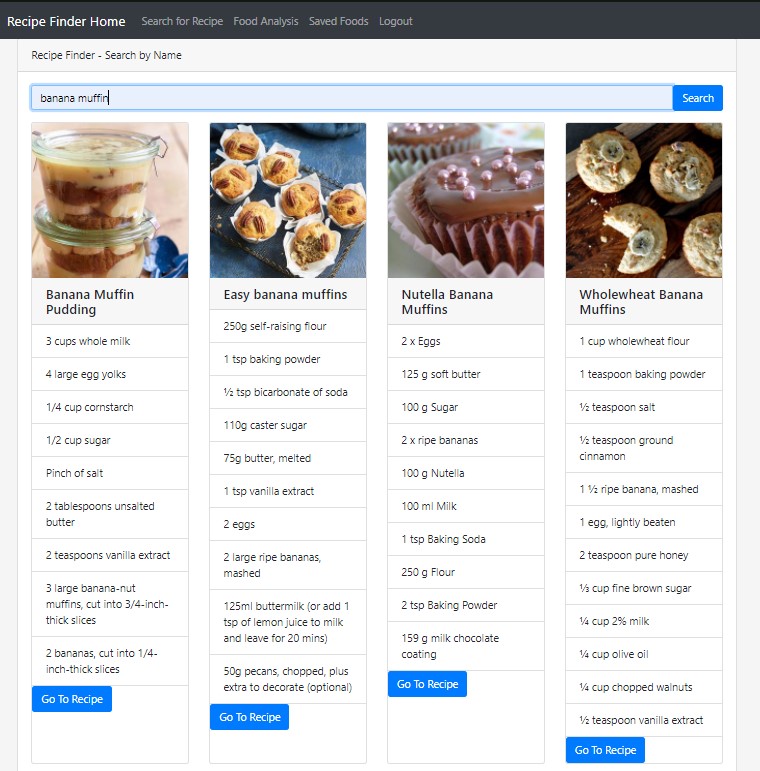 Recipe Finder Home Search for Recipe Food Analysis Saved Foods Logout
Recipe Finder - Search by Name
banana muffin
Search
Banana Muffin
Pudding
3 cups whole milk
4 large egg yolks
1/4 cup cornstarch
1/2 cup sugar
Pinch of salt
2 tablespoons unsalted
butter
2 teaspoons vanilla extract
3 large banana-nut
muffins, cut into 3/4-inch-
thick slices
2 bananas, cut into 1/4-
inch-thick slices
Go To Recipe
Easy banana muffins
250g self-raising flour
1 tsp baking powder
½ tsp bicarbonate of soda
110g caster sugar
75g butter, melted
1 tsp vanilla extract
2 eggs
2 large ripe bananas,
mashed
125ml buttermilk (or add 1
tsp of lemon juice to milk
and leave for 20 mins)
50g pecans, chopped, plus
extra to decorate (optional)
Go To Recipe
Nutella Banana
Muffins
2 x Eggs
125 g soft butter
100 g Sugar
2 x ripe bananas
100 g Nutella
100 ml Milk
1 tsp Baking Soda
250 g Flour
2 tsp Baking Powder
159 g milk chocolate
coating
Go To Recipe
Wholewheat Banana
Muffins
1 cup wholewheat flour
1 teaspoon baking powder
½ teaspoon salt
½ teaspoon ground
cinnamon
1 ½ ripe banana, mashed
1 egg, lightly beaten
2 teaspoon pure honey
⅓ cup fine brown sugar
¼ cup 2% milk
¼ cup olive oil
¼ cup chopped walnuts
½ teaspoon vanilla extract
Go To Recipe